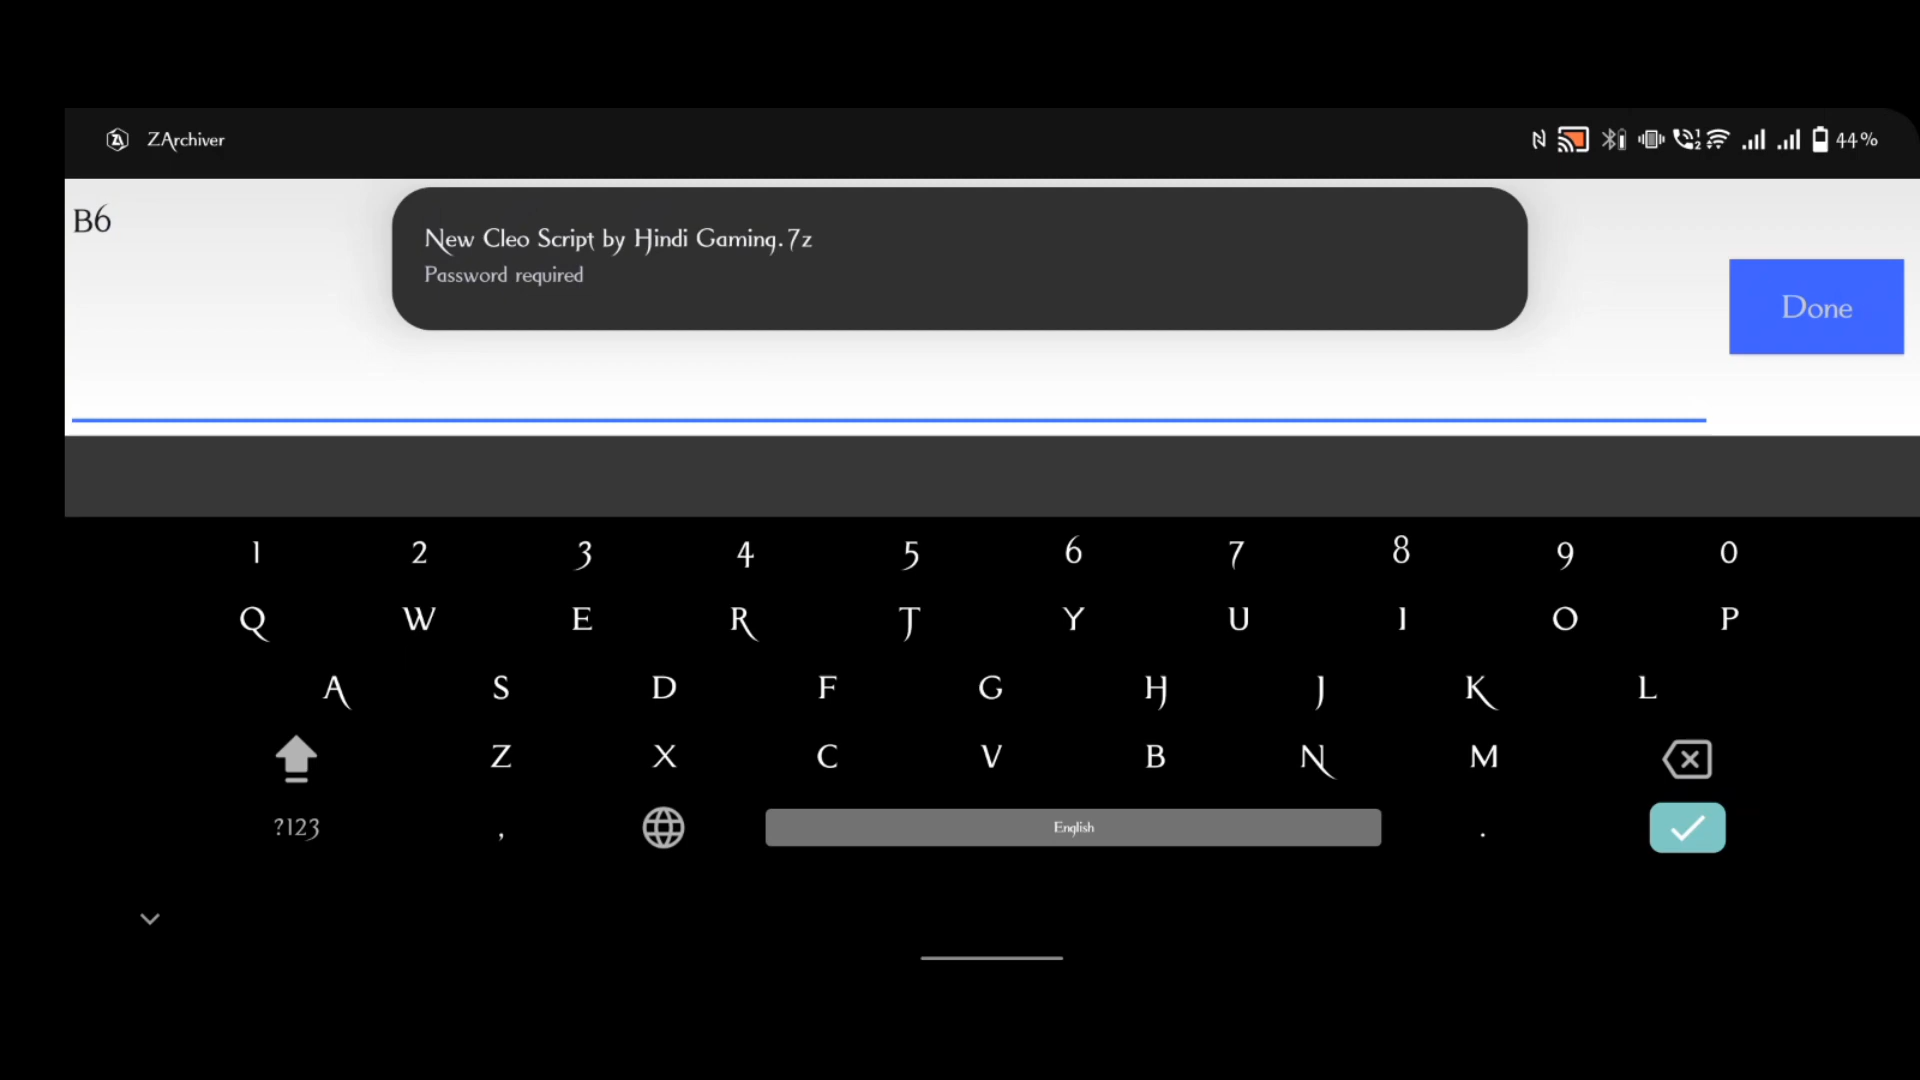 ZArchiver
44%
B6
New Cleo Script by Hindi Gaming.7z
Password required
Done
1 2 3 4 5 6 7 8 9 0
Q W E R T Y U I O P
A S D F G H J K L
Z X C V B N M
?123 , English .